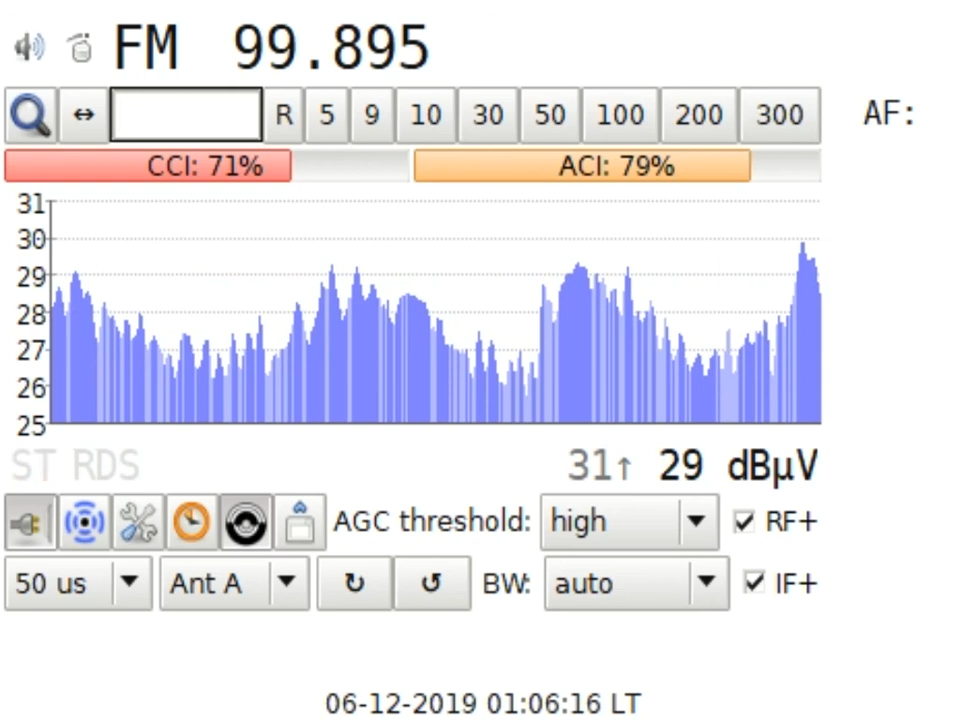 FM 99.895
↔ R 5 9 10 30 50 100 200 300 AF:
CCI: 71% ACI: 79%
31
30
29
28
27
26
25
ST RDS 31↑ 29 dBµV
AGC threshold: high RF+
50 us Ant A ↻ ↺ BW: auto IF+
06-12-2019 01:06:16 LT